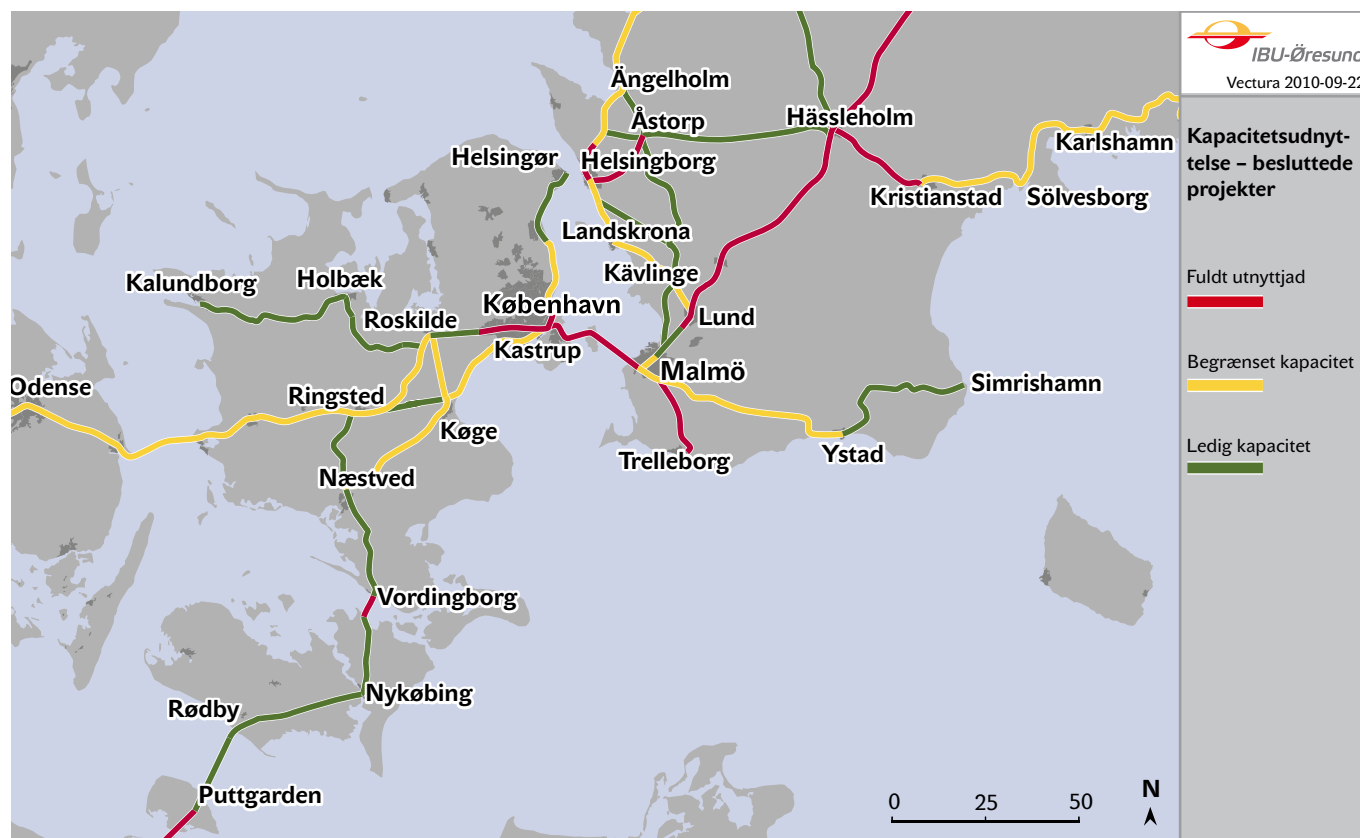 IBU-Øresund
Vectura 2010-09-22
Kapacitetsudnyt-
telse – besluttede
projekter
Fuldt utnyttjad
Begrænset kapacitet
Ledig kapacitet
Ängelholm
Åstorp
Hässleholm
Karlshamn
Helsingør
Helsingborg
Kristianstad
Sölvesborg
Landskrona
Kävlinge
Kalundborg
Holbæk
København
Roskilde
Lund
Kastrup
Malmö
Odense
Ringsted
Simrishamn
Køge
Ystad
Trelleborg
Næstved
Vordingborg
Nykøbing
Rødby
Puttgarden
0 25 50
N